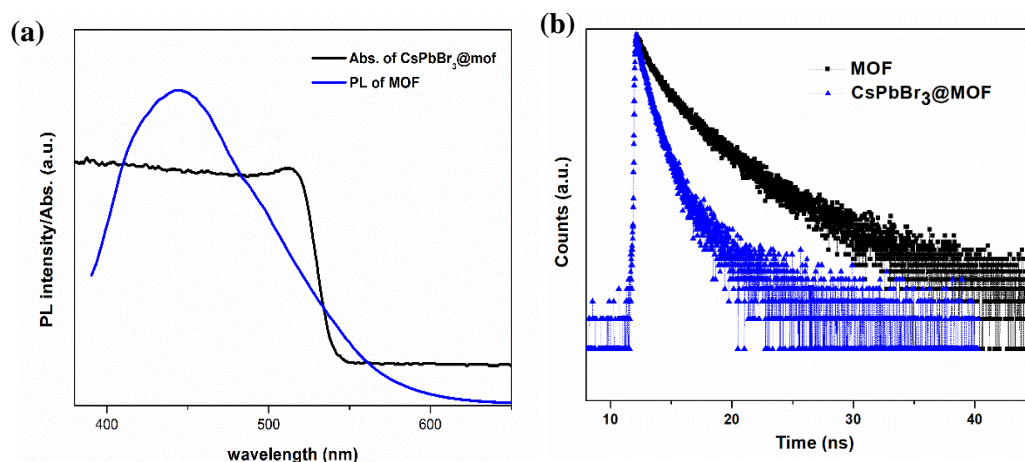 (a)
Abs. of CsPbBr3@mof
PL of MOF
PL intensity/Abs. (a.u.)
400
500
600
wavelength (nm)
(b)
MOF
CsPbBr3@MOF
Counts (a.u.)
10
20
30
40
Time (ns)